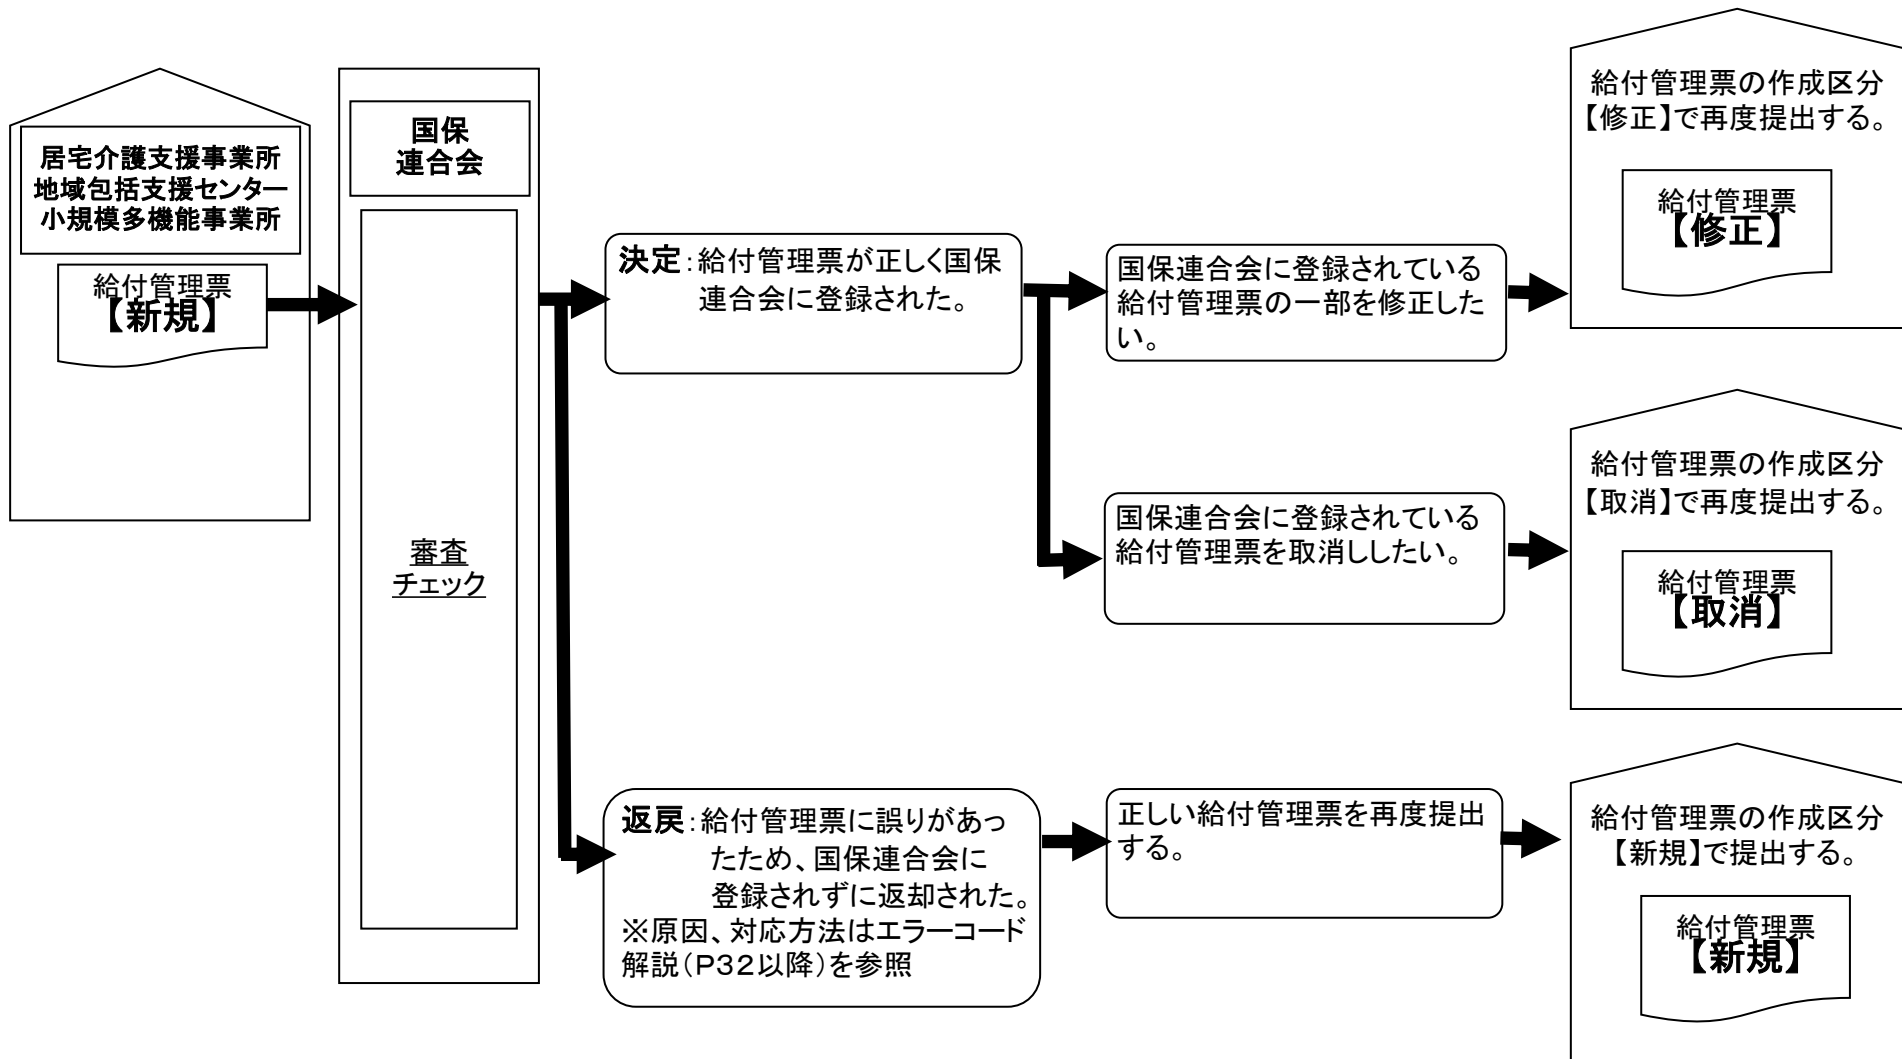 居宅介護支援事業所
地域包括支援センター
小規模多機能事業所
給付管理票
【新規】
国保
連合会
審査
チェック
決定：給付管理票が正しく国保
連合会に登録された。
国保連合会に登録されている
給付管理票の一部を修正した
い。
給付管理票の作成区分
【修正】で再度提出する。
給付管理票
【修正】
国保連合会に登録されている
給付管理票を取消ししたい。
給付管理票の作成区分
【取消】で再度提出する。
給付管理票
【取消】
返戻：給付管理票に誤りがあっ
たため、国保連合会に
登録されずに返却された。
※原因、対応方法はエラーコード
解説（Ｐ３２以降）を参照
正しい給付管理票を再度提出
する。
給付管理票の作成区分
【新規】で提出する。
給付管理票
【新規】